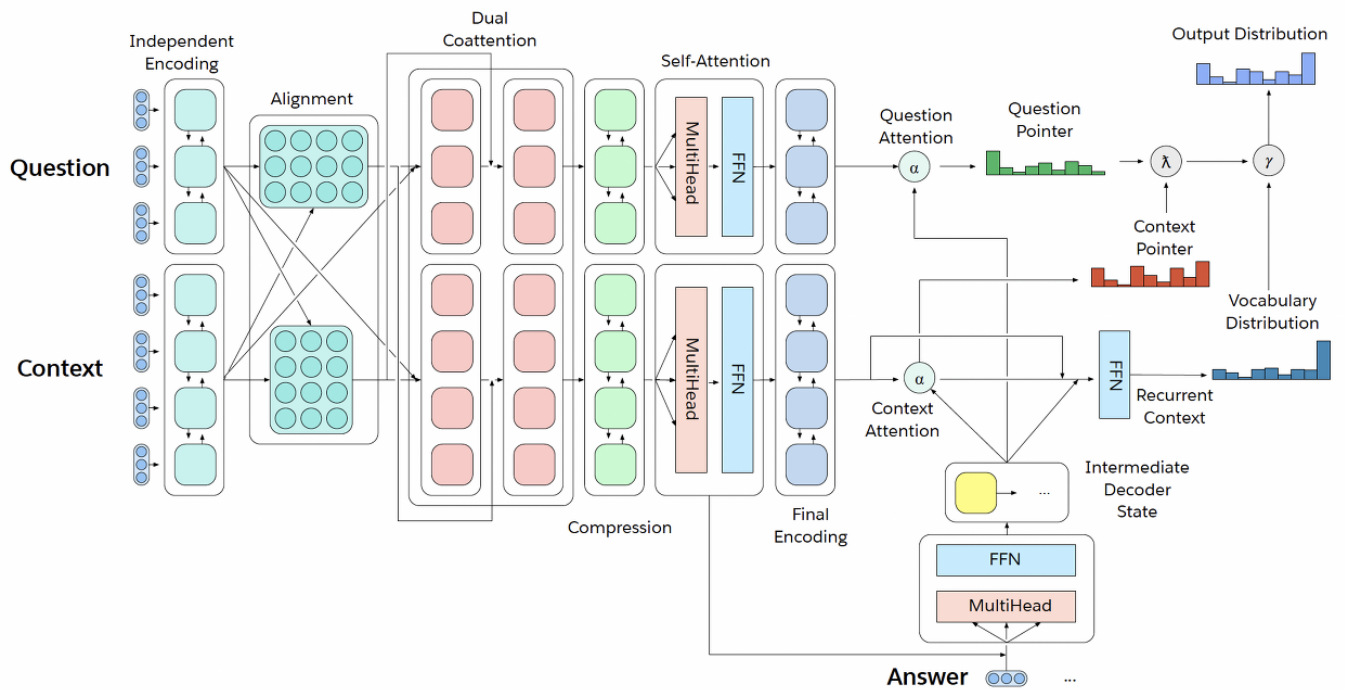 Dual
Coattention
Independent
Encoding
Alignment
Self-Attention
Output Distribution
Question
Attention
Question
Pointer
Question
MultiHead
FFN
α
ƛ
γ
Context
Pointer
Context
MultiHead
FFN
α
Context
Attention
FFN
Recurrent
Context
Vocabulary
Distribution
Compression
Final
Encoding
...
Intermediate
Decoder
State
FFN
MultiHead
Answer
...